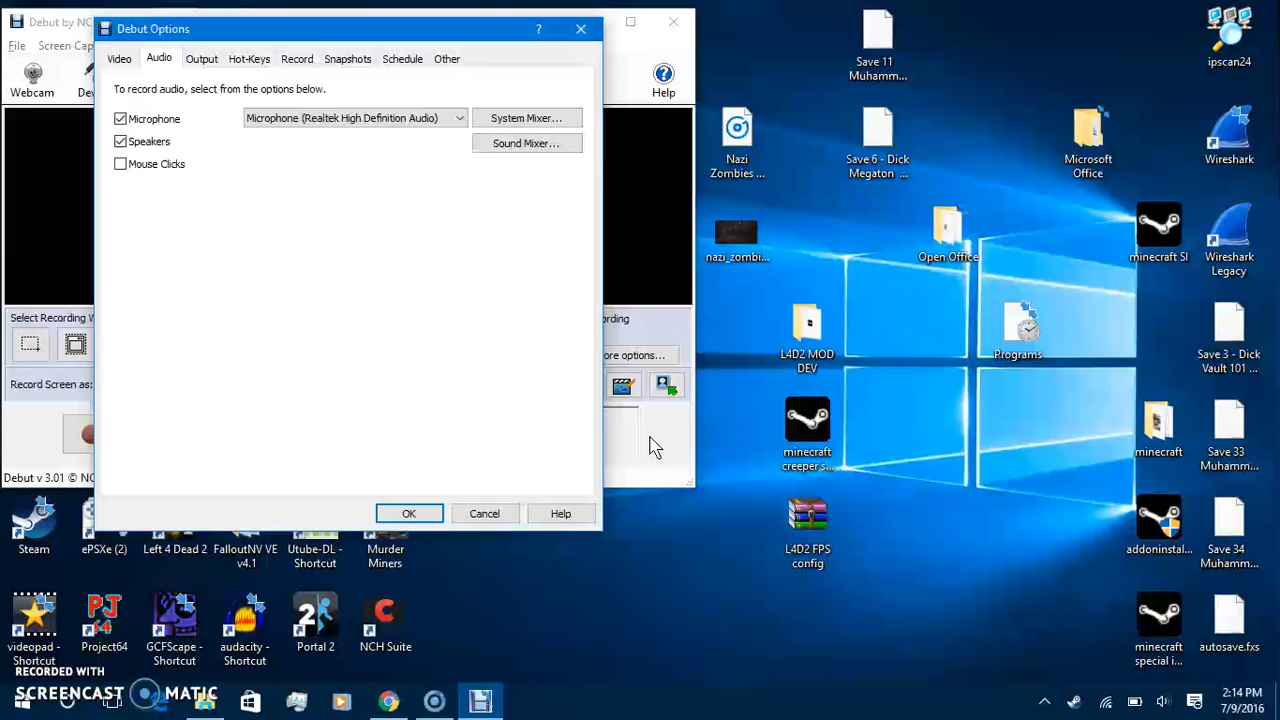 Debut by NC
Debut Options
File
Screen Cap
Webcam
De
Help
Video
Audio
Output
Hot-Keys
Record
Snapshots
Schedule
Other
To record audio, select from the options below.
Microphone
Microphone (Realtek High Definition Audio)
System Mixer...
Speakers
Sound Mixer...
Mouse Clicks
Select Recording
ording
ore options...
Record Screen as:
Debut v 3.01 © NCH
OK
Cancel
Help
Save 11
Muhamm...
ipscan24
Nazi
Zombies ...
Save 6 - Dick
Megaton ...
Microsoft
Office
Wireshark
nazi_zombi...
Open Office
minecraft SI
Wireshark
Legacy
L4D2 MOD
DEV
Programs
Save 3 - Dick
Vault 101 ...
minecraft
creeper s...
minecraft
Save 33
Muhamm...
L4D2 FPS
config
addoninstal...
Save 34
Muhamm...
Steam
ePSXe (2)
Left 4 Dead 2
FalloutNV VE
v4.1
Utube-DL -
Shortcut
Murder
Miners
videopad -
Shortcut
Project64
GCFScape -
Shortcut
audacity -
Shortcut
Portal 2
NCH Suite
minecraft
special i...
autosave.fxs
RECORDED WITH
SCREENCAST MATIC
2:14 PM
7/9/2016